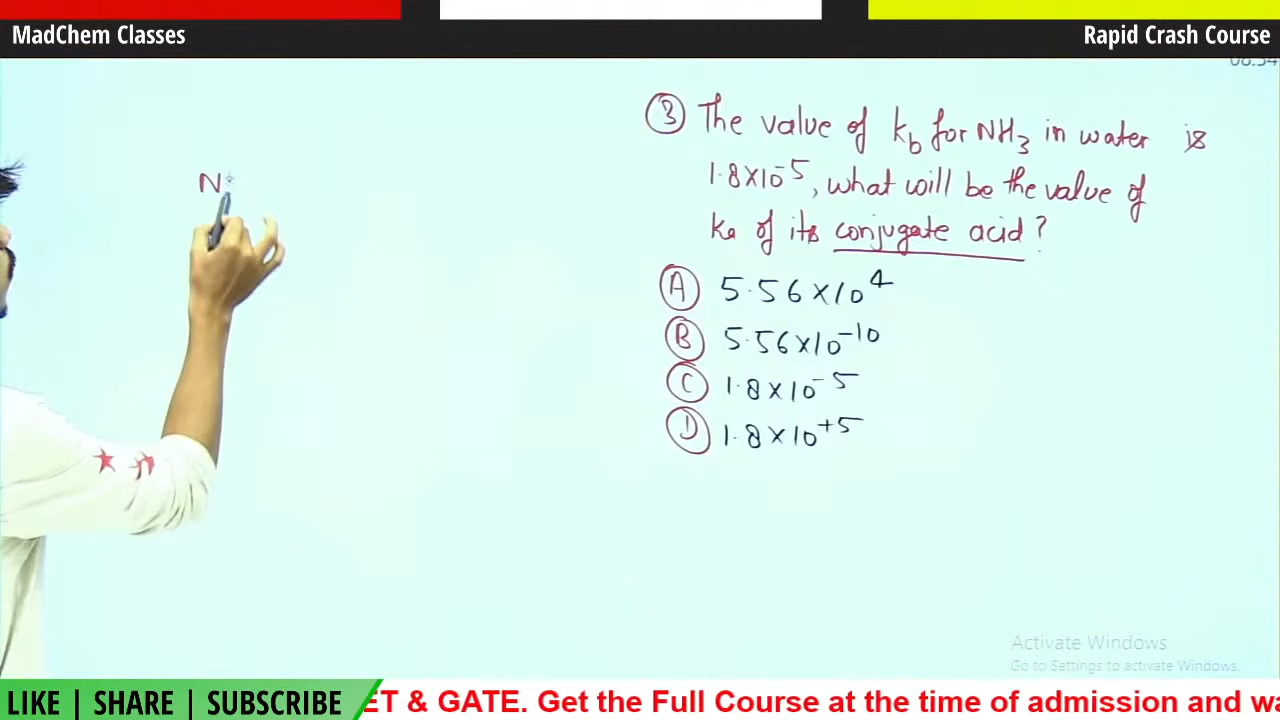 MadChem Classes
Rapid Crash Course
08:54
N
③ The value of kb for NH3 in water is
1.8×10⁻⁵, what will be the value of
ka of its conjugate acid?
Ⓐ 5.56×10⁴
Ⓑ 5.56×10⁻¹⁰
Ⓒ 1.8×10⁻⁵
Ⓓ 1.8×10⁺⁵
Activate Windows
Go to Settings to activate Windows.
LIKE | SHARE | SUBSCRIBE
ET & GATE. Get the Full Course at the time of admission and wa